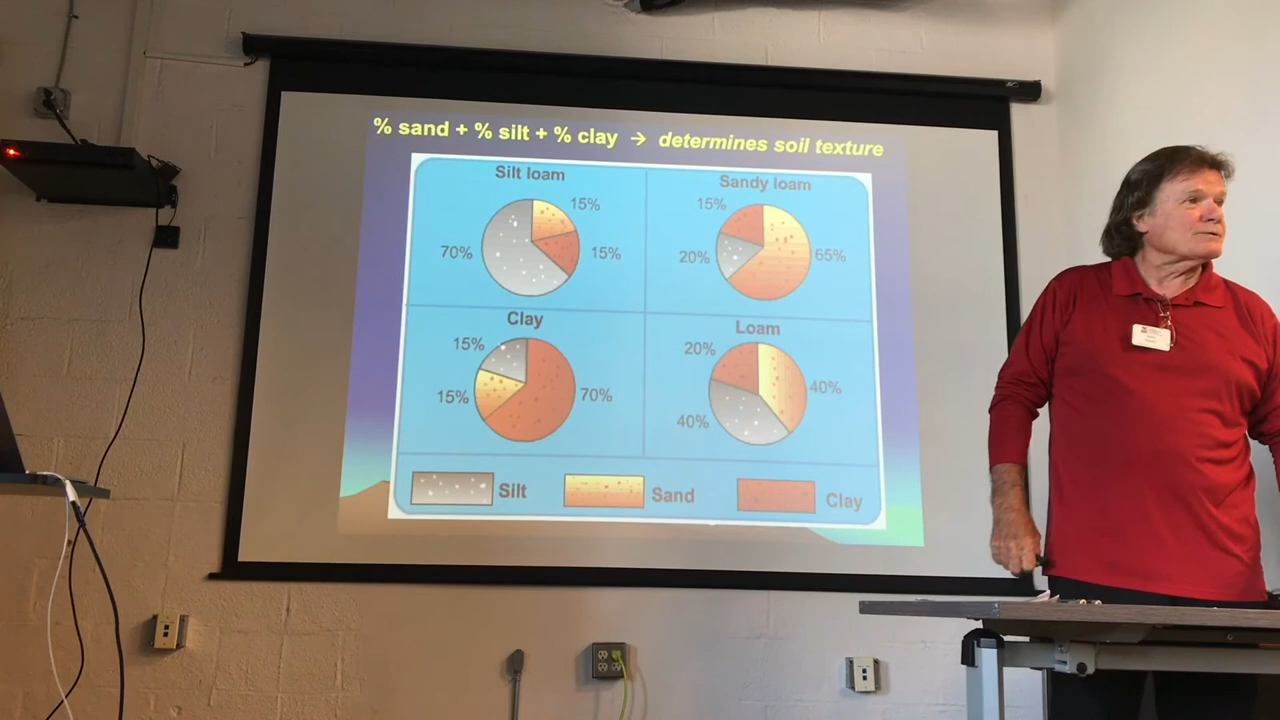 % sand + % silt + % clay → determines soil texture
Silt loam
15%
70%
15%
Sandy loam
15%
20%
65%
Clay
15%
15%
70%
Loam
20%
40%
40%
Silt
Sand
Clay